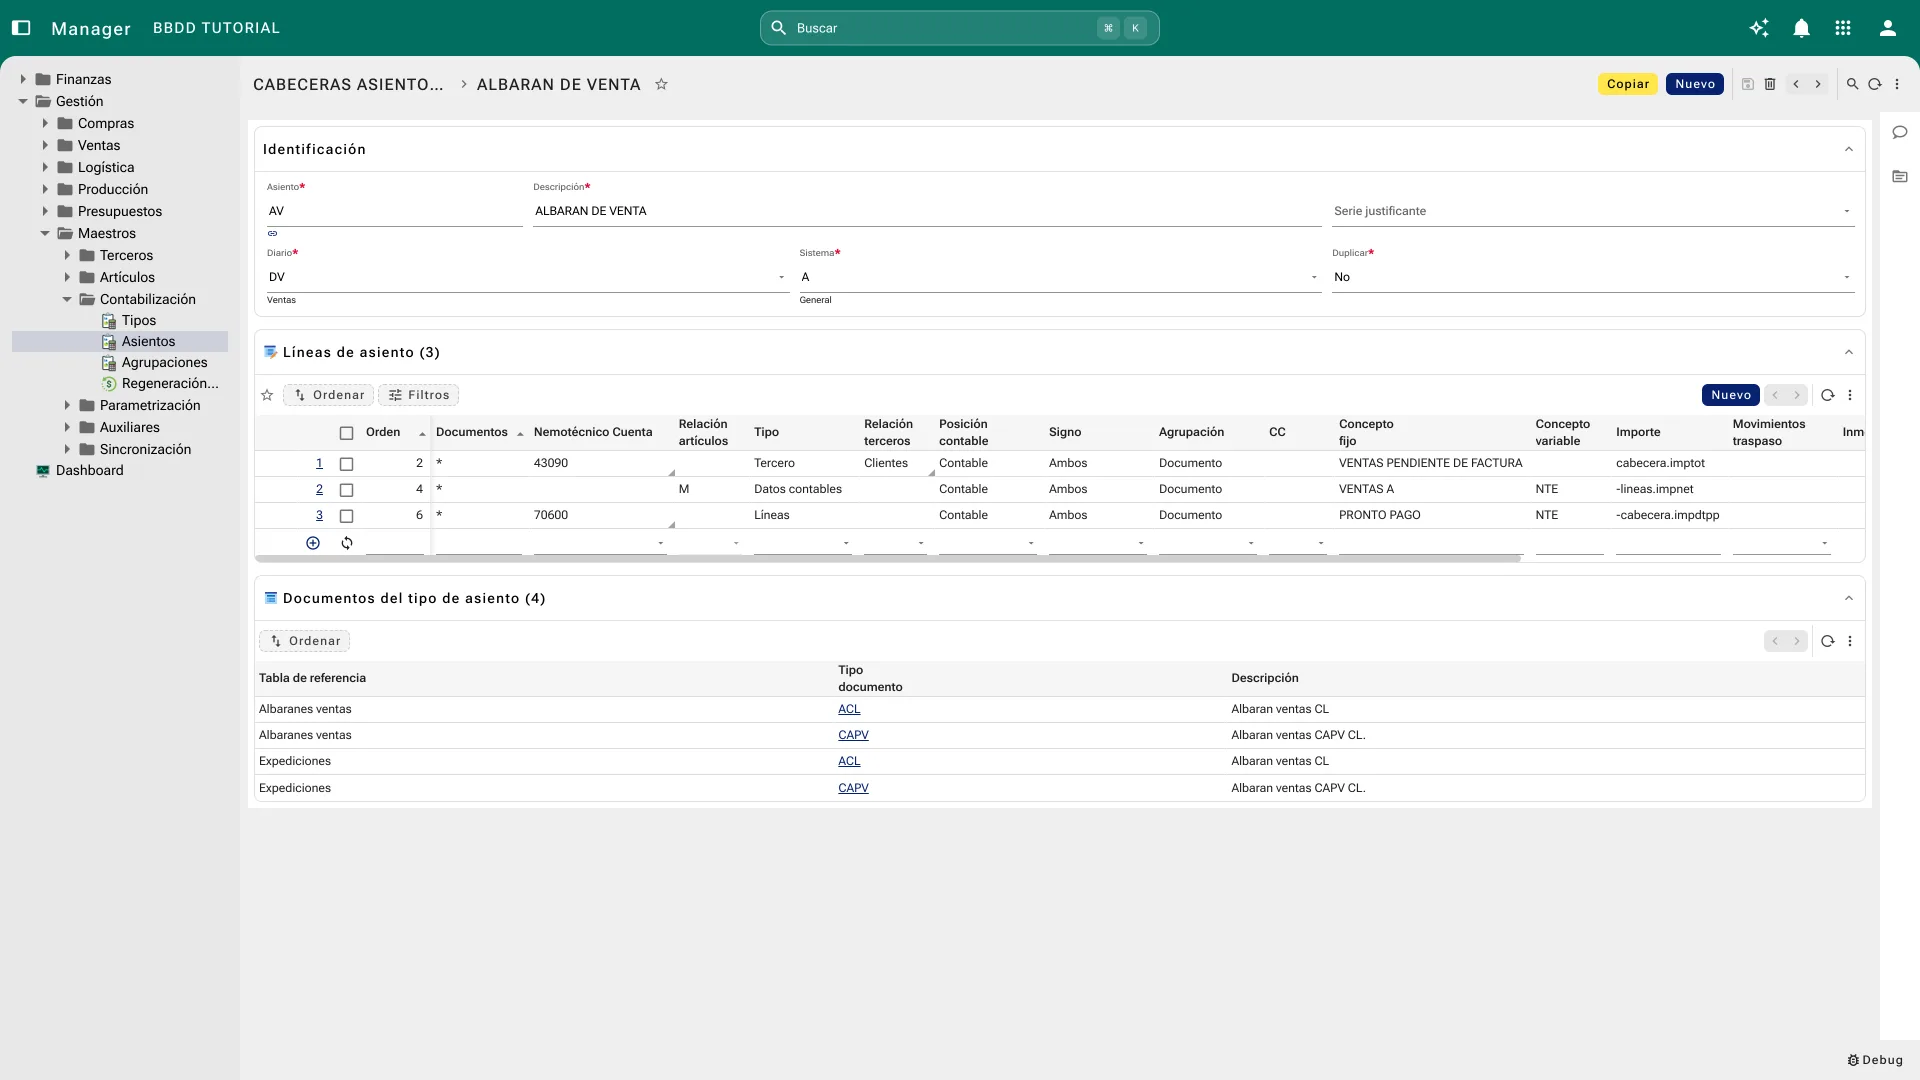 Manager BBDD TUTORIAL
Buscar ⌘ K
Finanzas
Gestión
Compras
Ventas
Logística
Producción
Presupuestos
Maestros
Terceros
Artículos
Contabilización
Tipos
Asientos
Agrupaciones
Regeneración...
Parametrización
Auxiliares
Sincronización
Dashboard
CABECERAS ASIENTO... > ALBARAN DE VENTA
Copiar Nuevo
Identificación
Asiento* Descripción*
AV ALBARAN DE VENTA Serie justificante
Diario* Sistema* Duplicar*
DV A No
Ventas General
Líneas de asiento (3)
Ordenar Filtros Nuevo
Orden Documentos Nemotécnico Cuenta Relación artículos Tipo Relación terceros Posición contable Signo Agrupación CC Concepto fijo Concepto variable Importe Movimientos traspaso Inm
1 2 * 43090 Tercero Clientes Contable Ambos Documento VENTAS PENDIENTE DE FACTURA cabecera.imptot
2 4 * M Datos contables Contable Ambos Documento VENTAS A NTE -lineas.impnet
3 6 * 70600 Líneas Contable Ambos Documento PRONTO PAGO NTE -cabecera.impdtpp
Documentos del tipo de asiento (4)
Ordenar
Tabla de referencia Tipo documento Descripción
Albaranes ventas ACL Albaran ventas CL
Albaranes ventas CAPV Albaran ventas CAPV CL.
Expediciones ACL Albaran ventas CL
Expediciones CAPV Albaran ventas CAPV CL.
Debug